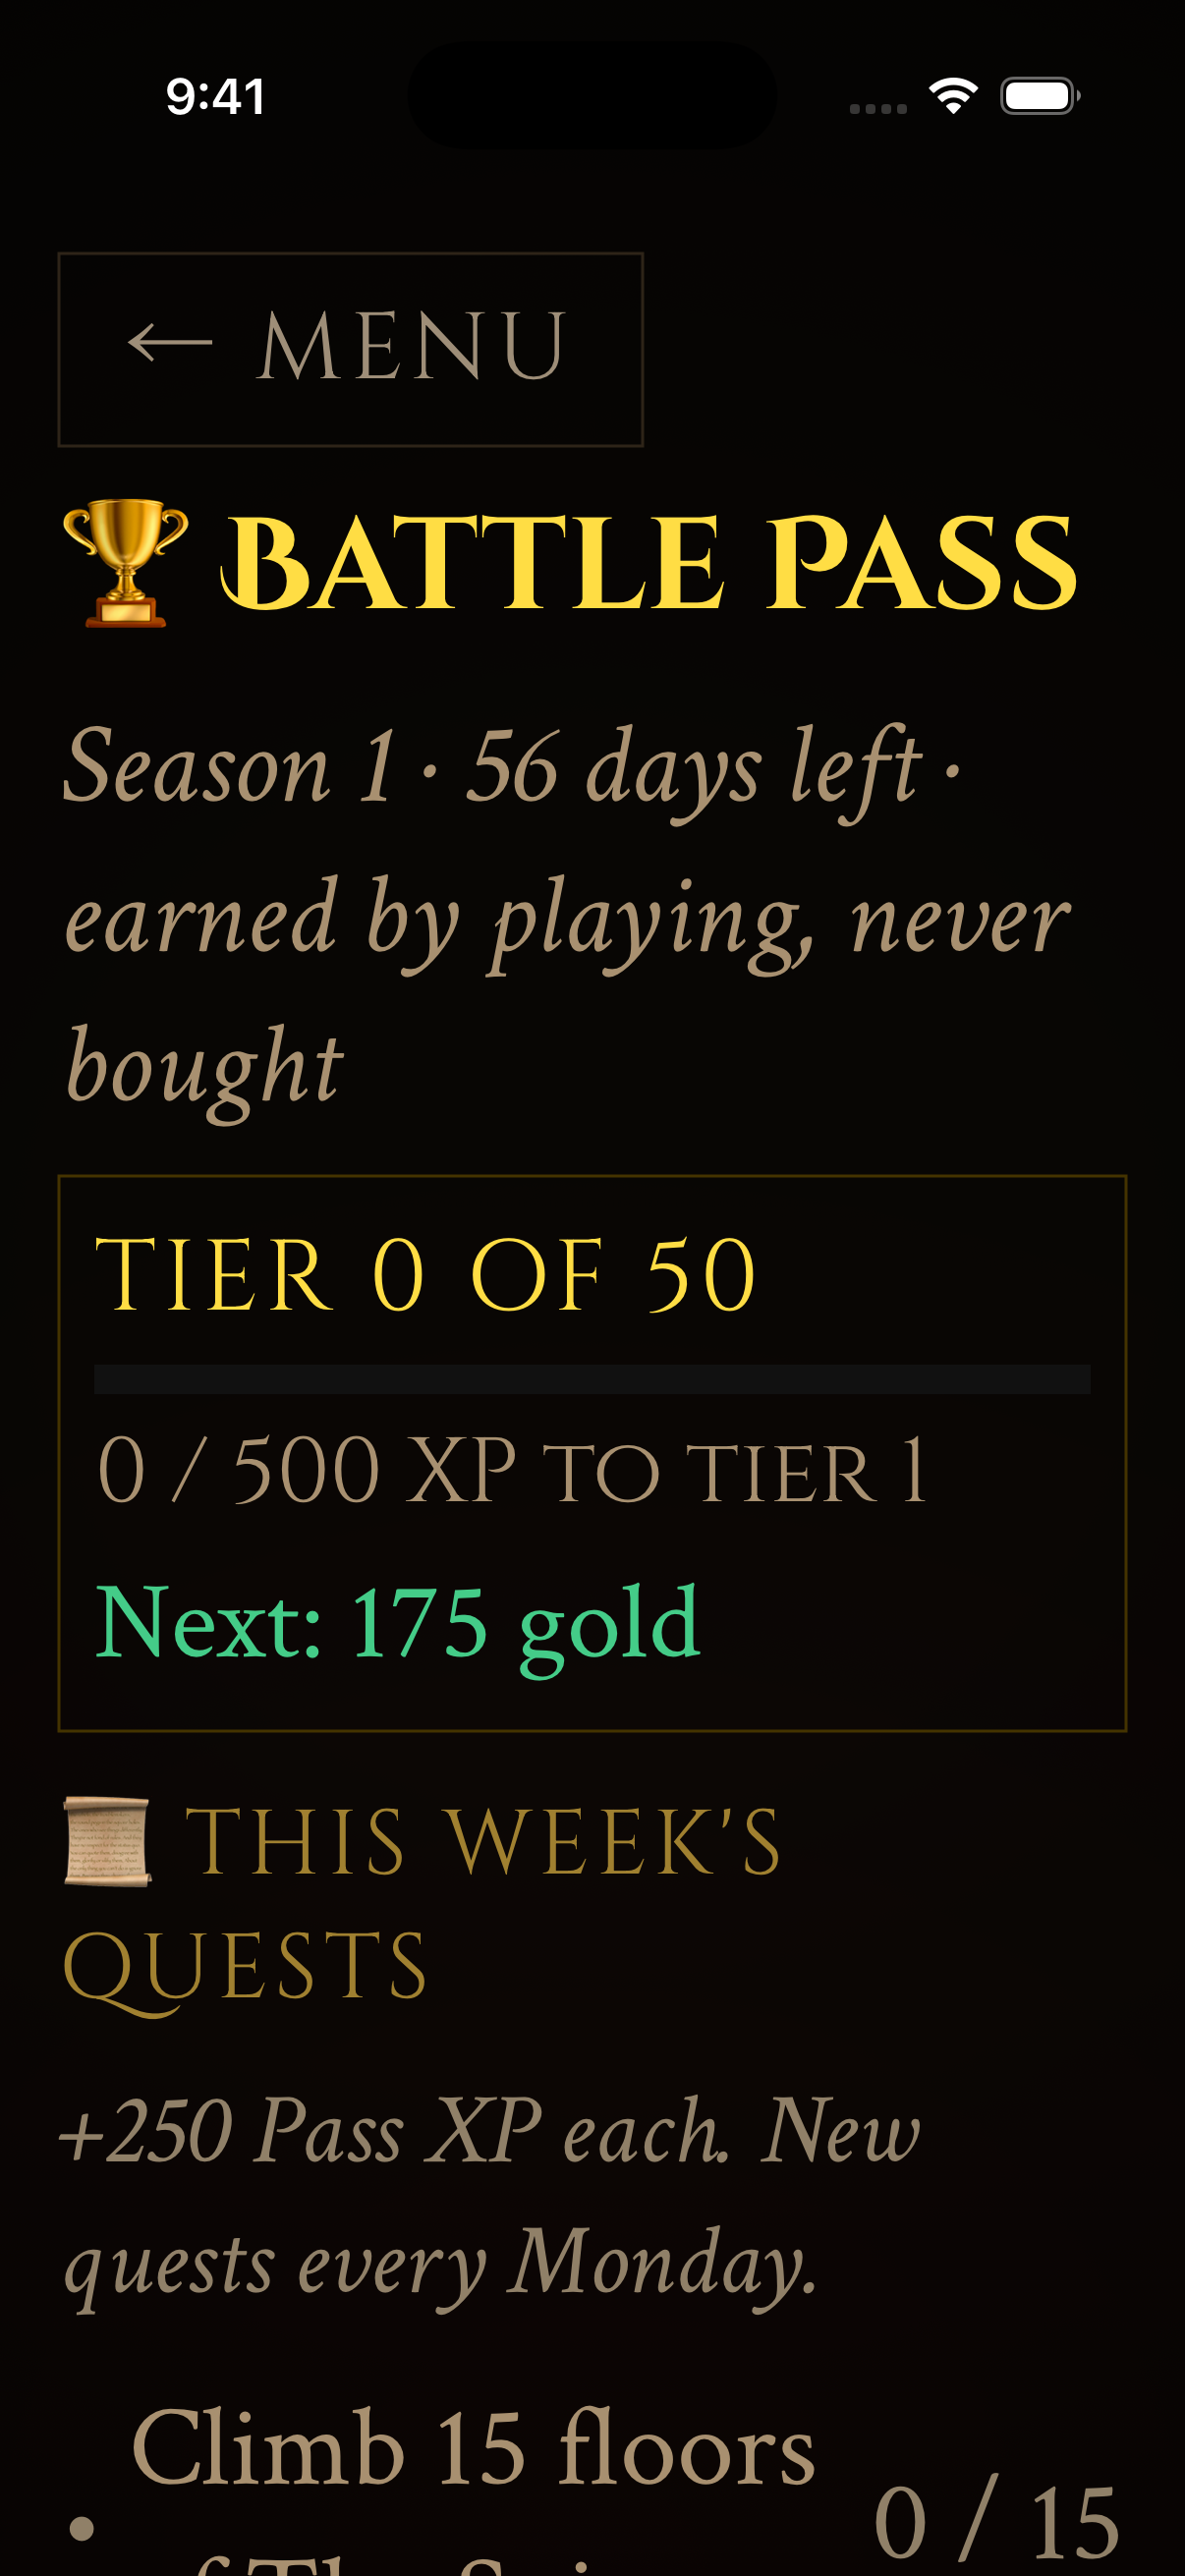 9:41
← MENU
🏆 BATTLE PASS
Season 1 · 56 days left ·
earned by playing, never
bought
TIER 0 OF 50
0 / 500 XP TO TIER 1
Next: 175 gold
📜 THIS WEEK'S
QUESTS
+250 Pass XP each. New
quests every Monday.
Climb 15 floors
• 0 / 15